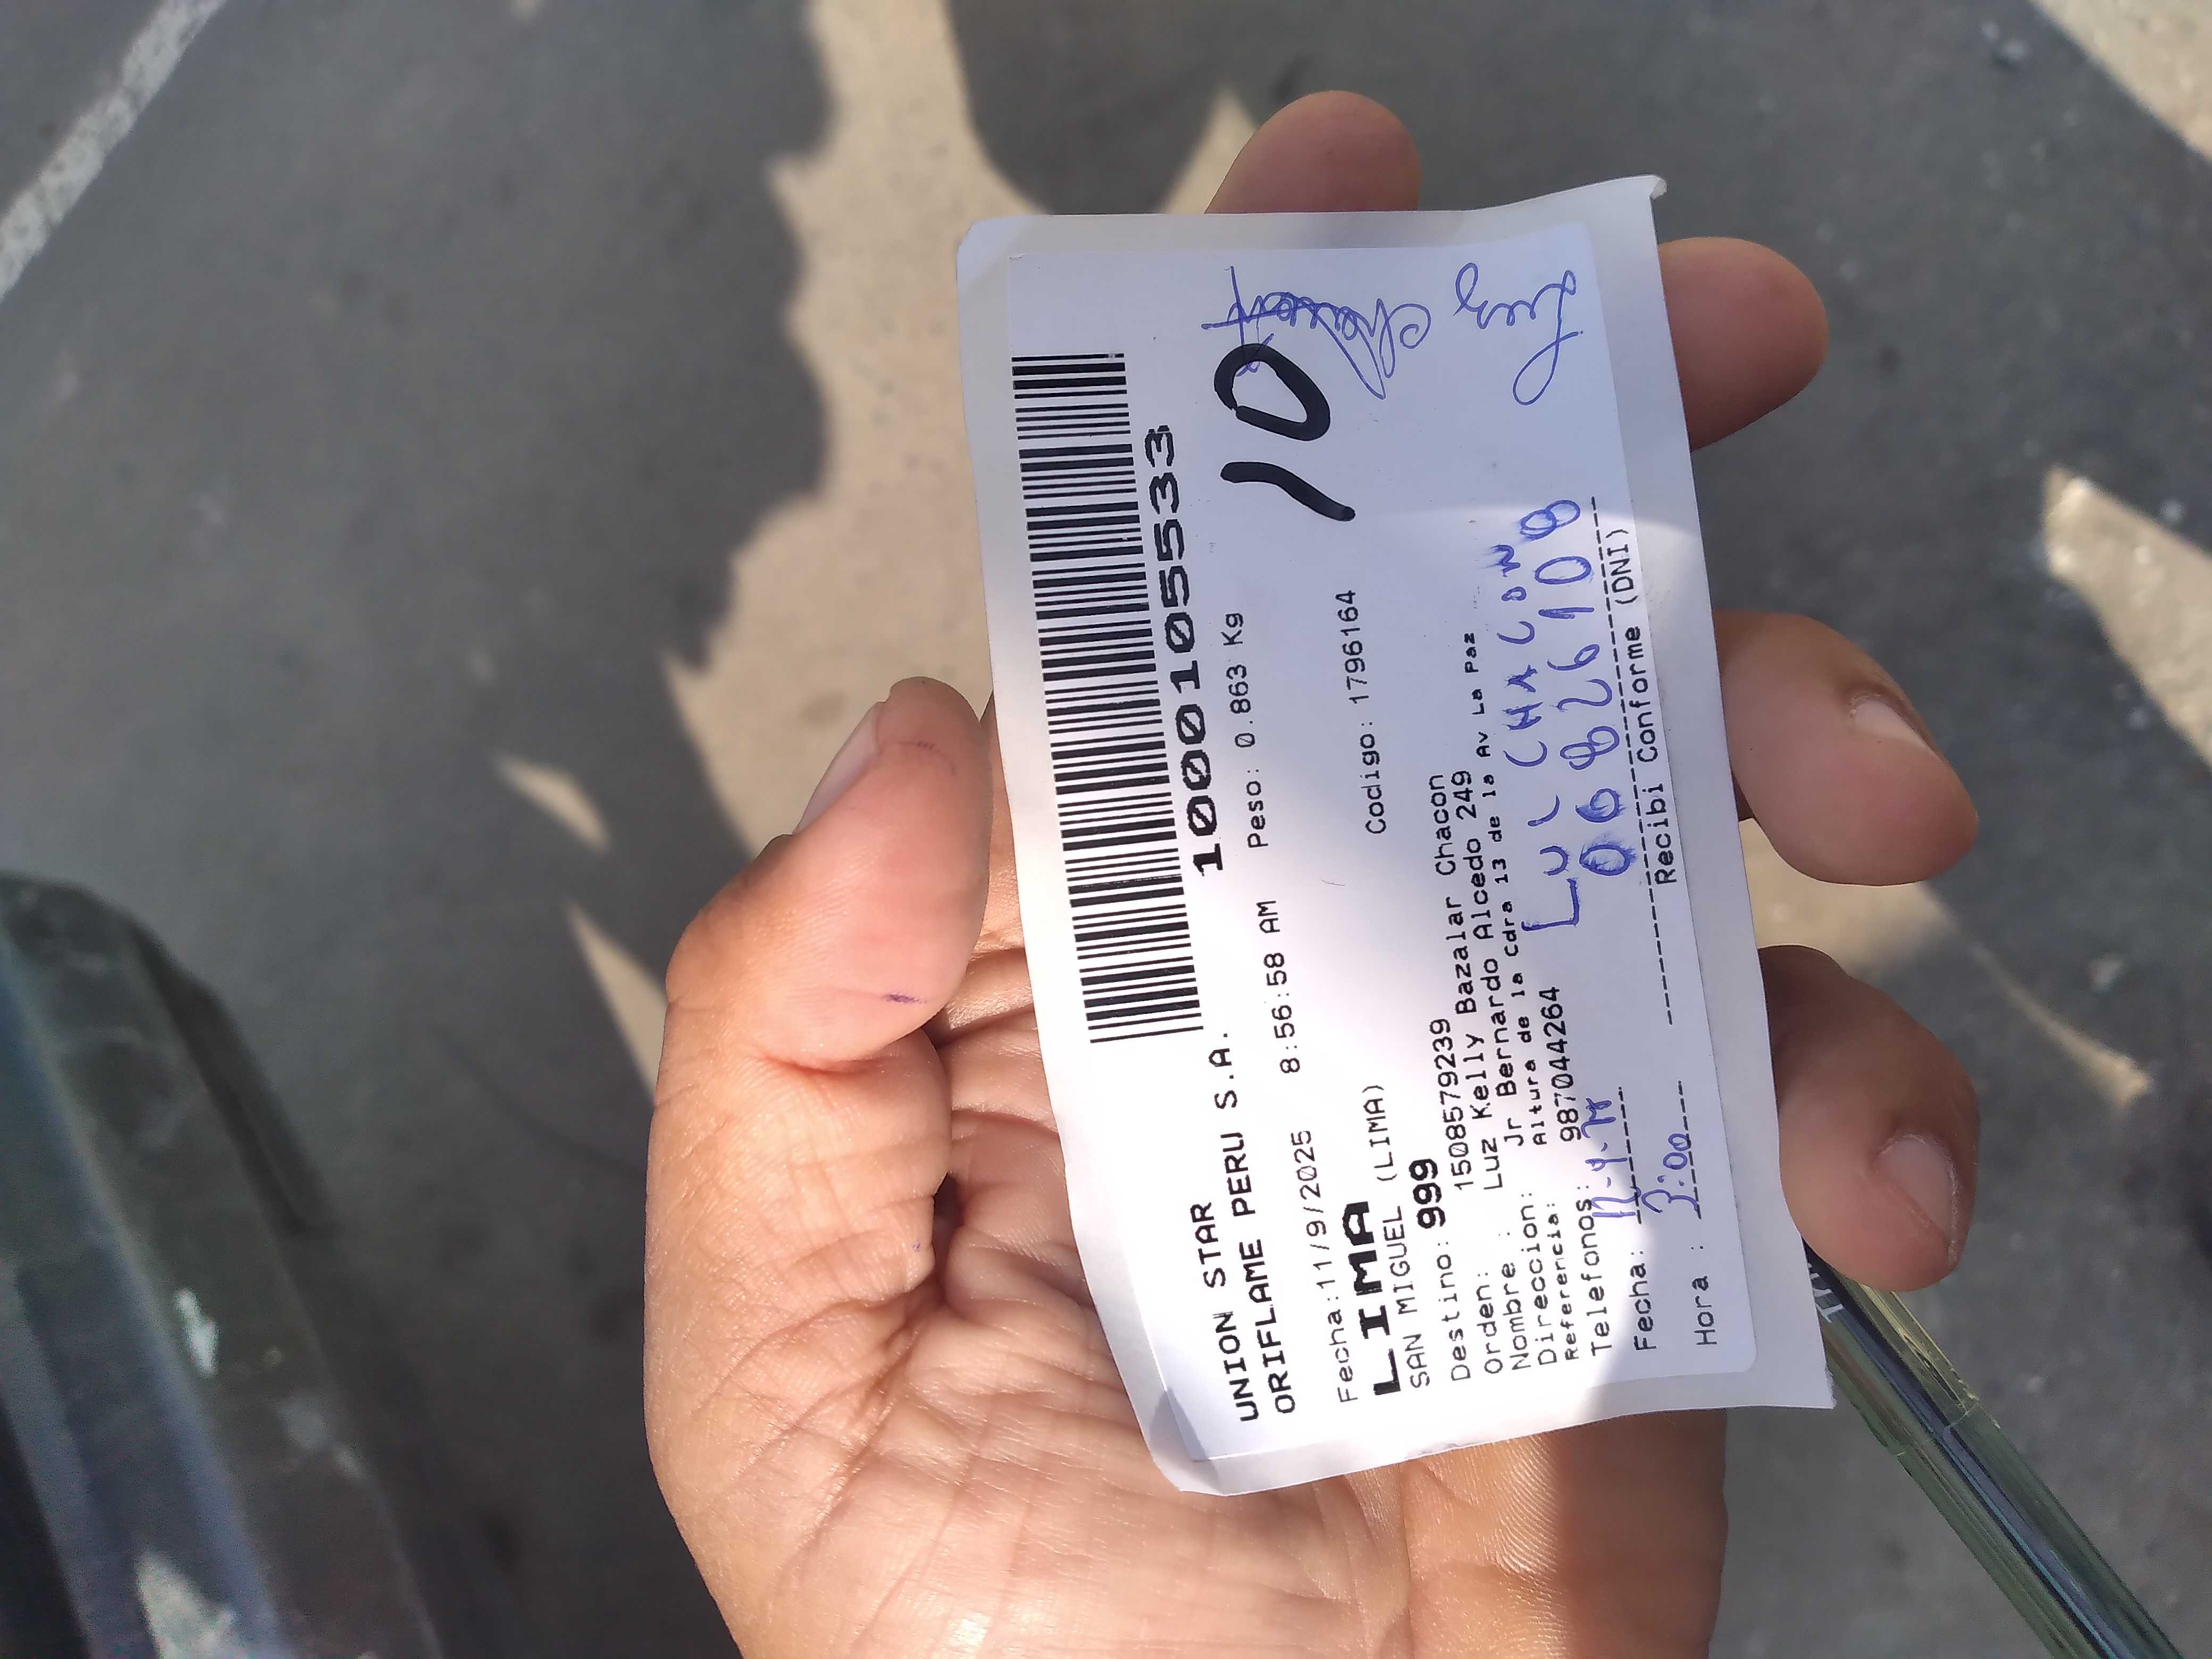 100010105533
UNION STAR
ORIFLAME PERU S.A.
Fecha:11/9/2025 8:56:58 AM Peso: 0.863 Kg
10
LIMA
SAN MIGUEL (LIMA)
Codigo: 1796164
Destino: 999
Orden: 1508579239
Nombre : Luz Kelly Bazalar Chacon
Direccion: Jr Bernardo Alcedo 249
Referencia: Altura de la cdra 13 de la Av La Paz
Telefonos: 987044264
Luz
CHACON
Fecha:
Hora : 3:00
Recibi Conforme (DNI)